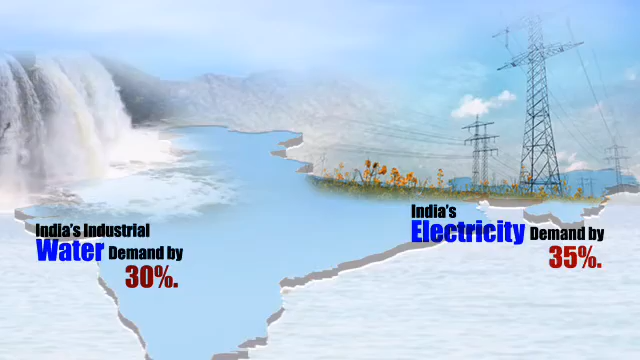 India's Industrial
Water Demand by
30%.
India's
Electricity Demand by
35%.